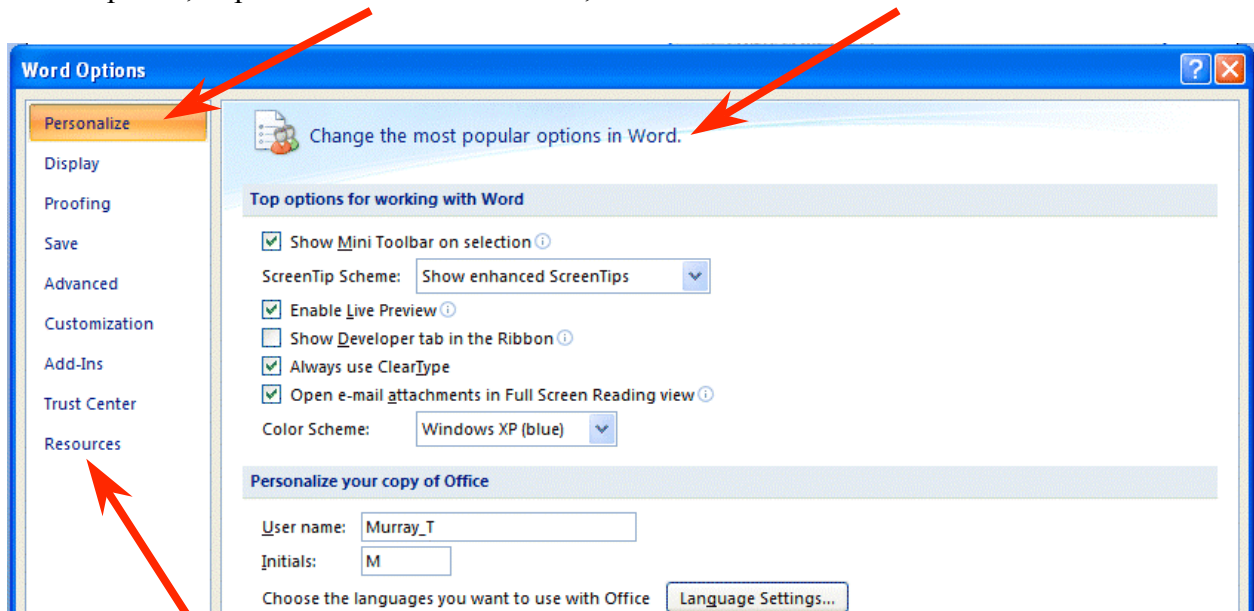 Word Options
Personalize
Display
Proofing
Save
Advanced
Customization
Add-Ins
Trust Center
Resources
Change the most popular options in Word.
Top options for working with Word
Show Mini Toolbar on selection
ScreenTip Scheme: Show enhanced ScreenTips
Enable Live Preview
Show Developer tab in the Ribbon
Always use ClearType
Open e-mail attachments in Full Screen Reading view
Color Scheme: Windows XP (blue)
Personalize your copy of Office
User name: Murray_T
Initials: M
Choose the languages you want to use with Office Language Settings...